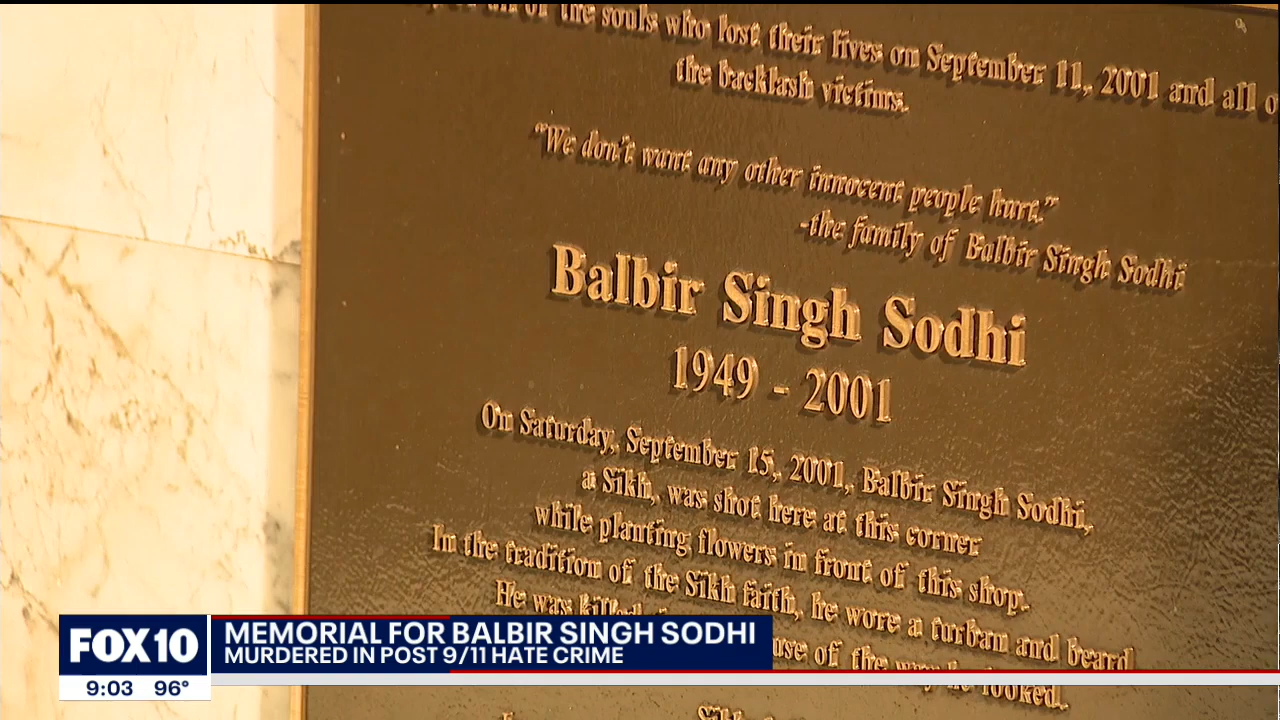 of the souls who lost their lives on September 11, 2001 and all o
the backlash victims.
"We don't want any other innocent people hurt."
-the family of Balbir Singh Sodhi
Balbir Singh Sodhi
1949 - 2001
On Saturday, September 15, 2001, Balbir Singh Sodhi,
a Sikh, was shot here at this corner
while planting flowers in front of this shop.
In the tradition of the Sikh faith, he wore a turban and beard
He was killed
use of the way he looked.
FOX10
MEMORIAL FOR BALBIR SINGH SODHI
MURDERED IN POST 9/11 HATE CRIME
9:03 96°